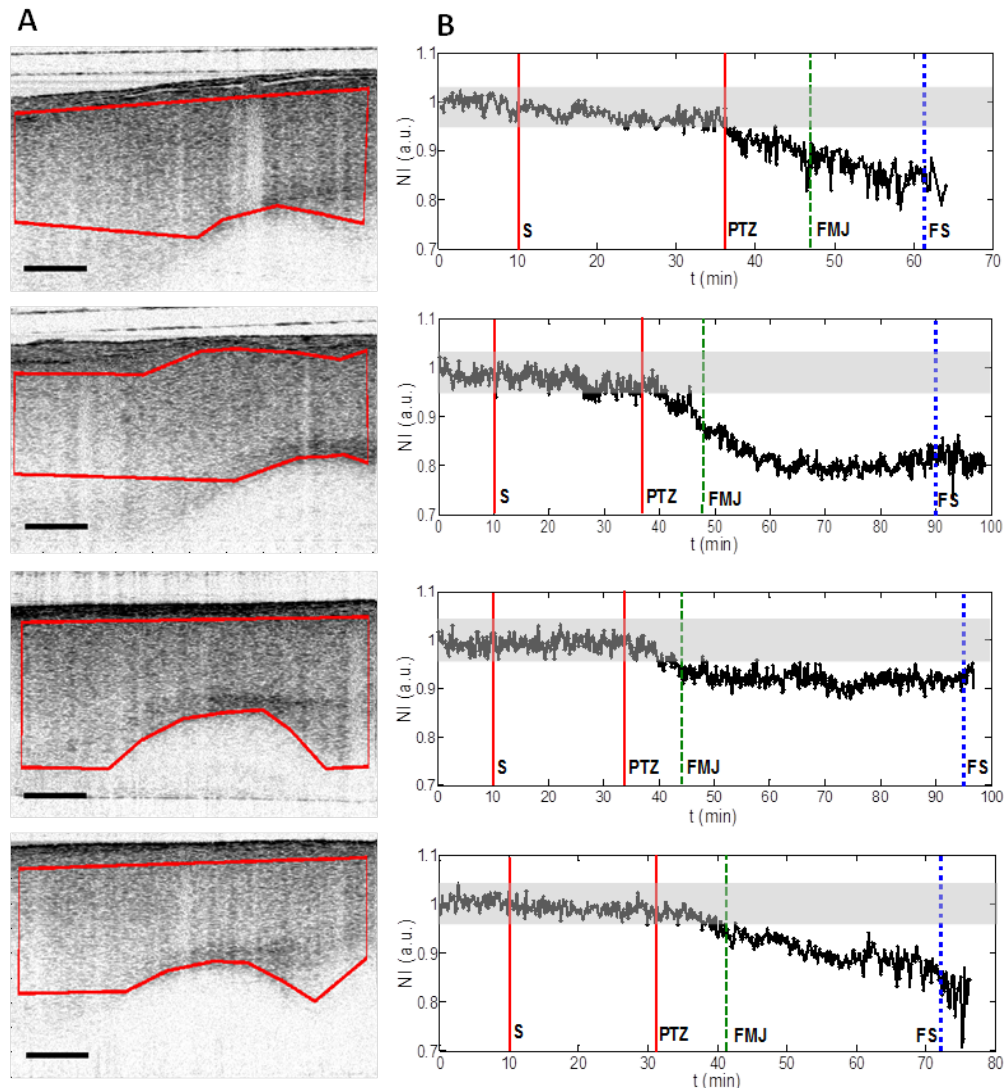 A
B
1.1
1
0.9
0.8
0.7
NI (a.u.)
S
PTZ
FMJ
FS
0 10 20 30 40 50 60 70
t (min)
1.1
1
0.9
0.8
0.7
NI (a.u.)
S
PTZ
FMJ
FS
0 10 20 30 40 50 60 70 80 90 100
t (min)
1.1
1
0.9
0.8
0.7
NI (a.u.)
S
PTZ
FMJ
FS
0 10 20 30 40 50 60 70 80 90 100
t (min)
1.1
1
0.9
0.8
0.7
NI (a.u.)
S
PTZ
FMJ
FS
0 10 20 30 40 50 60 70 80
t (min)